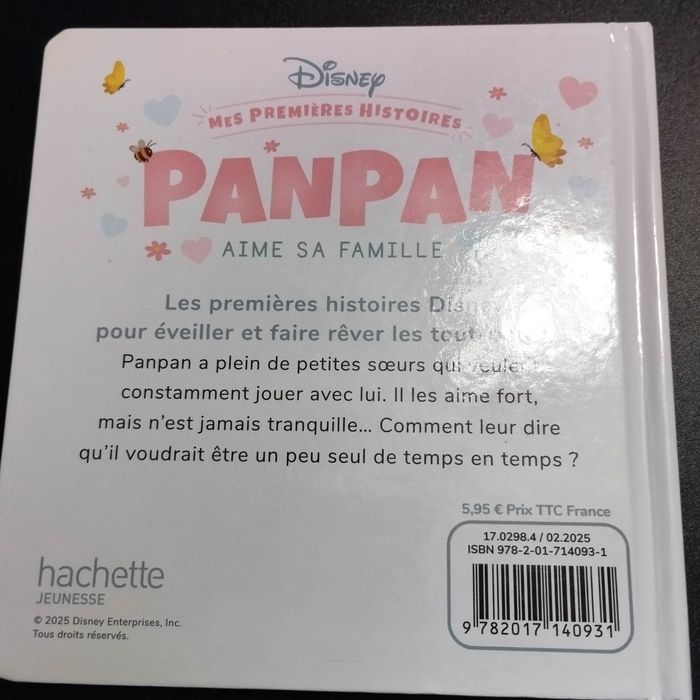 Disney
MES PREMIÈRES HISTOIRES
PANPAN
AIME SA FAMILLE
Les premières histoires Disney
pour éveiller et faire rêver les
Panpan a plein de petites sœurs qui veulent
constamment jouer avec lui. Il les aime fort,
mais n'est jamais tranquille... Comment leur dire
qu'il voudrait être un peu seul de temps en temps ?
5,95 € Prix TTC France
17.0298.4 / 02.2025
ISBN 978-2-01-714093-1
9 782017 140931
hachette
JEUNESSE
© 2025 Disney Enterprises, Inc.
Tous droits réservés.